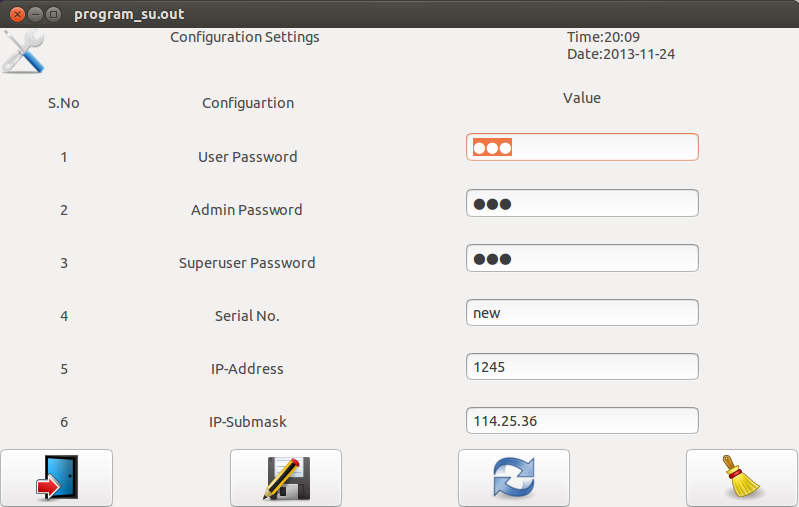 program_su.out
Configuration Settings
Time:20:09
Date:2013-11-24
S.No Configuartion Value
1 User Password ●●●
2 Admin Password ●●●
3 Superuser Password ●●●
4 Serial No. new
5 IP-Address 1245
6 IP-Submask 114.25.36